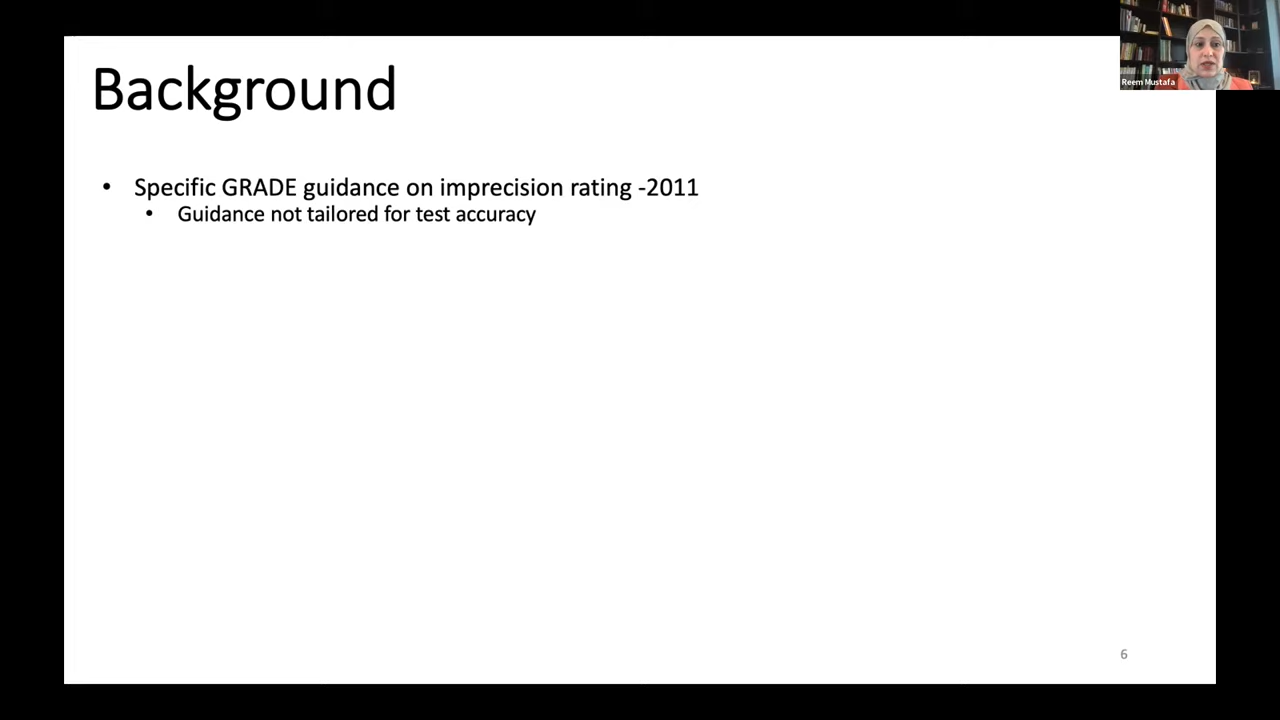 Background
Reem Mustafa
• Specific GRADE guidance on imprecision rating -2011
• Guidance not tailored for test accuracy
6